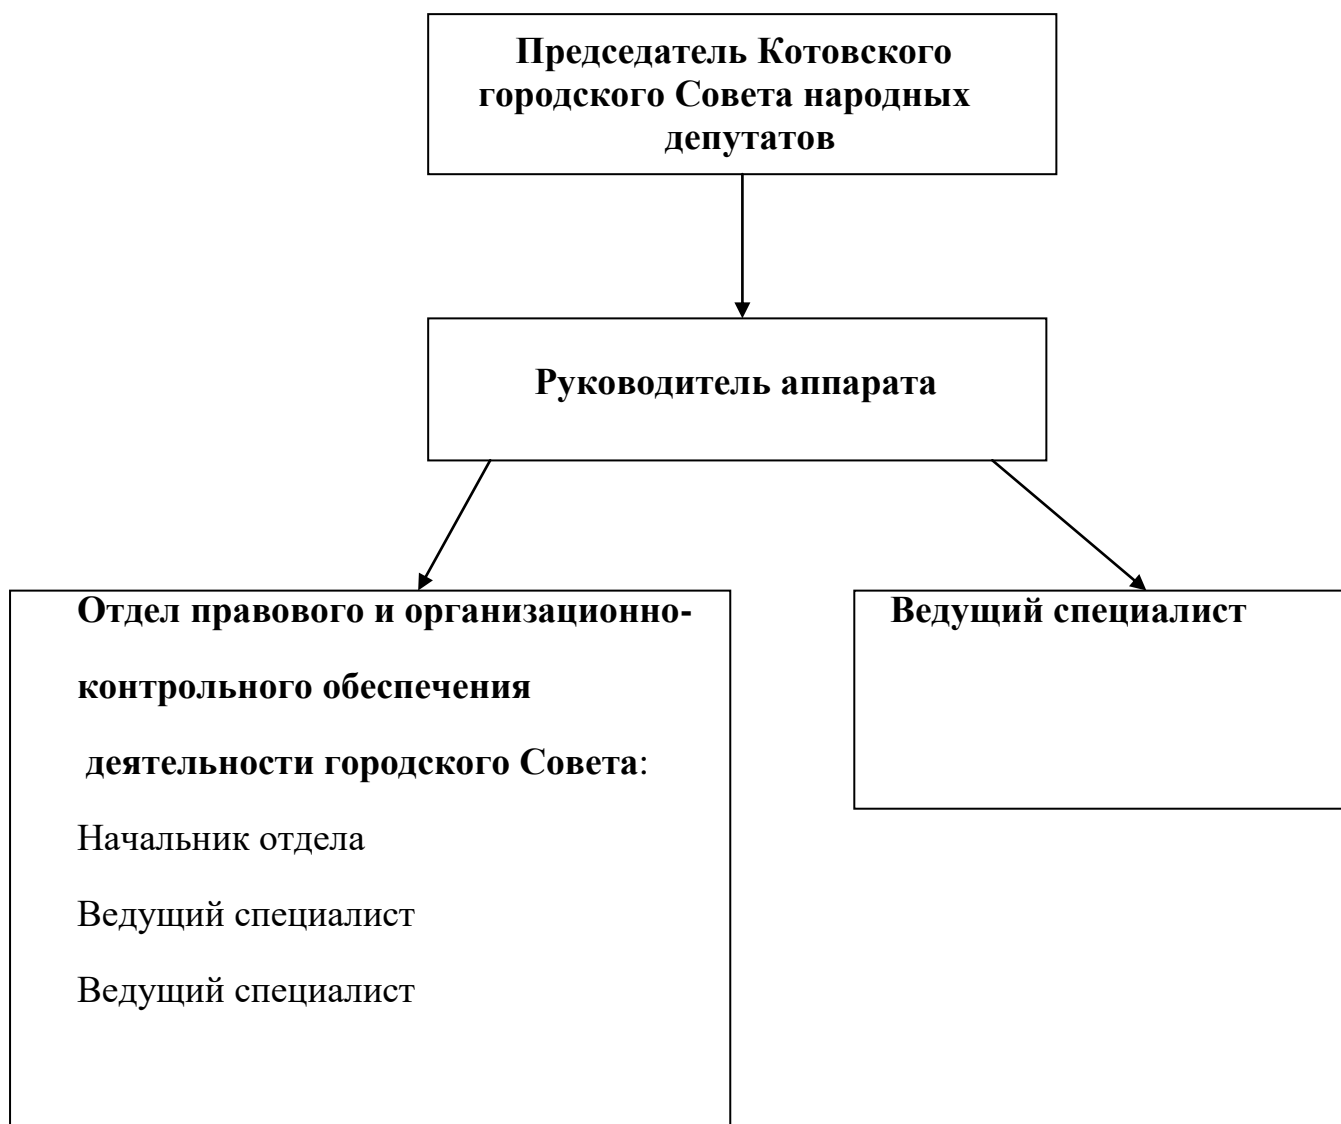 Председатель Котовского
городского Совета народных
депутатов
Руководитель аппарата
Отдел правового и организационно-
контрольного обеспечения
деятельности городского Совета:
Начальник отдела
Ведущий специалист
Ведущий специалист
Ведущий специалист